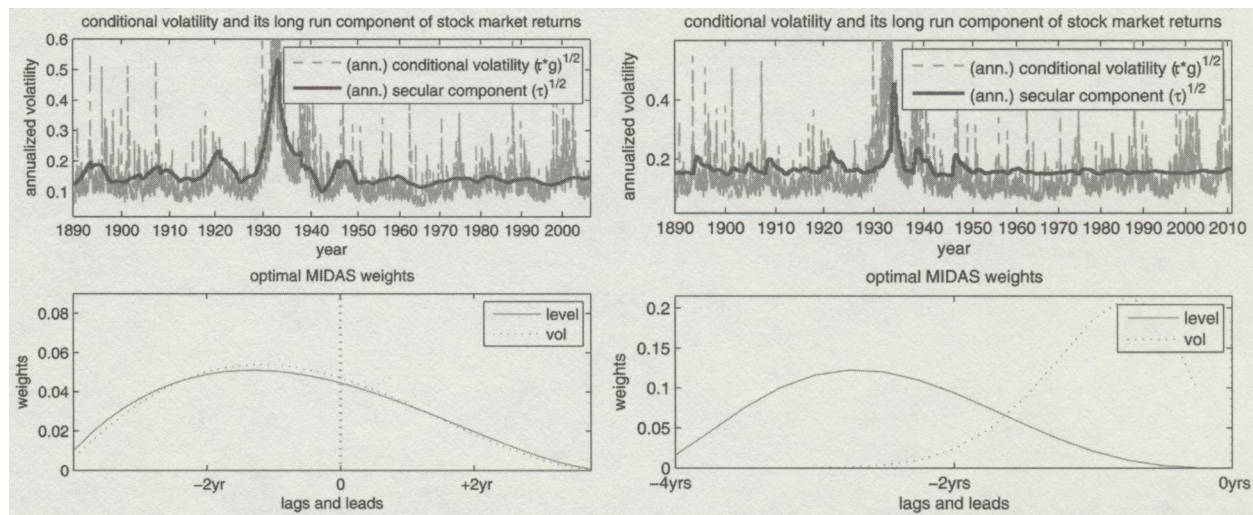 conditional volatility and its long run component of stock market returns
annualized volatility
0.6
0.5
0.4
0.3
0.2
0.1
(ann.) conditional volatility (τ*g)^1/2
(ann.) secular component (τ)^1/2
1890 1900 1910 1920 1930 1940 1950 1960 1970 1980 1990 2000
year
conditional volatility and its long run component of stock market returns
annualized volatility
0.4
0.2
(ann.) conditional volatility (τ*g)^1/2
(ann.) secular component (τ)^1/2
1890 1900 1910 1920 1930 1940 1950 1960 1970 1980 1990 2000 2010
year
optimal MIDAS weights
weights
0.08
0.06
0.04
0.02
0
level
vol
−2yr 0 +2yr
lags and leads
optimal MIDAS weights
weights
0.2
0.15
0.1
0.05
0
level
vol
−4yrs −2yrs 0yrs
lags and leads